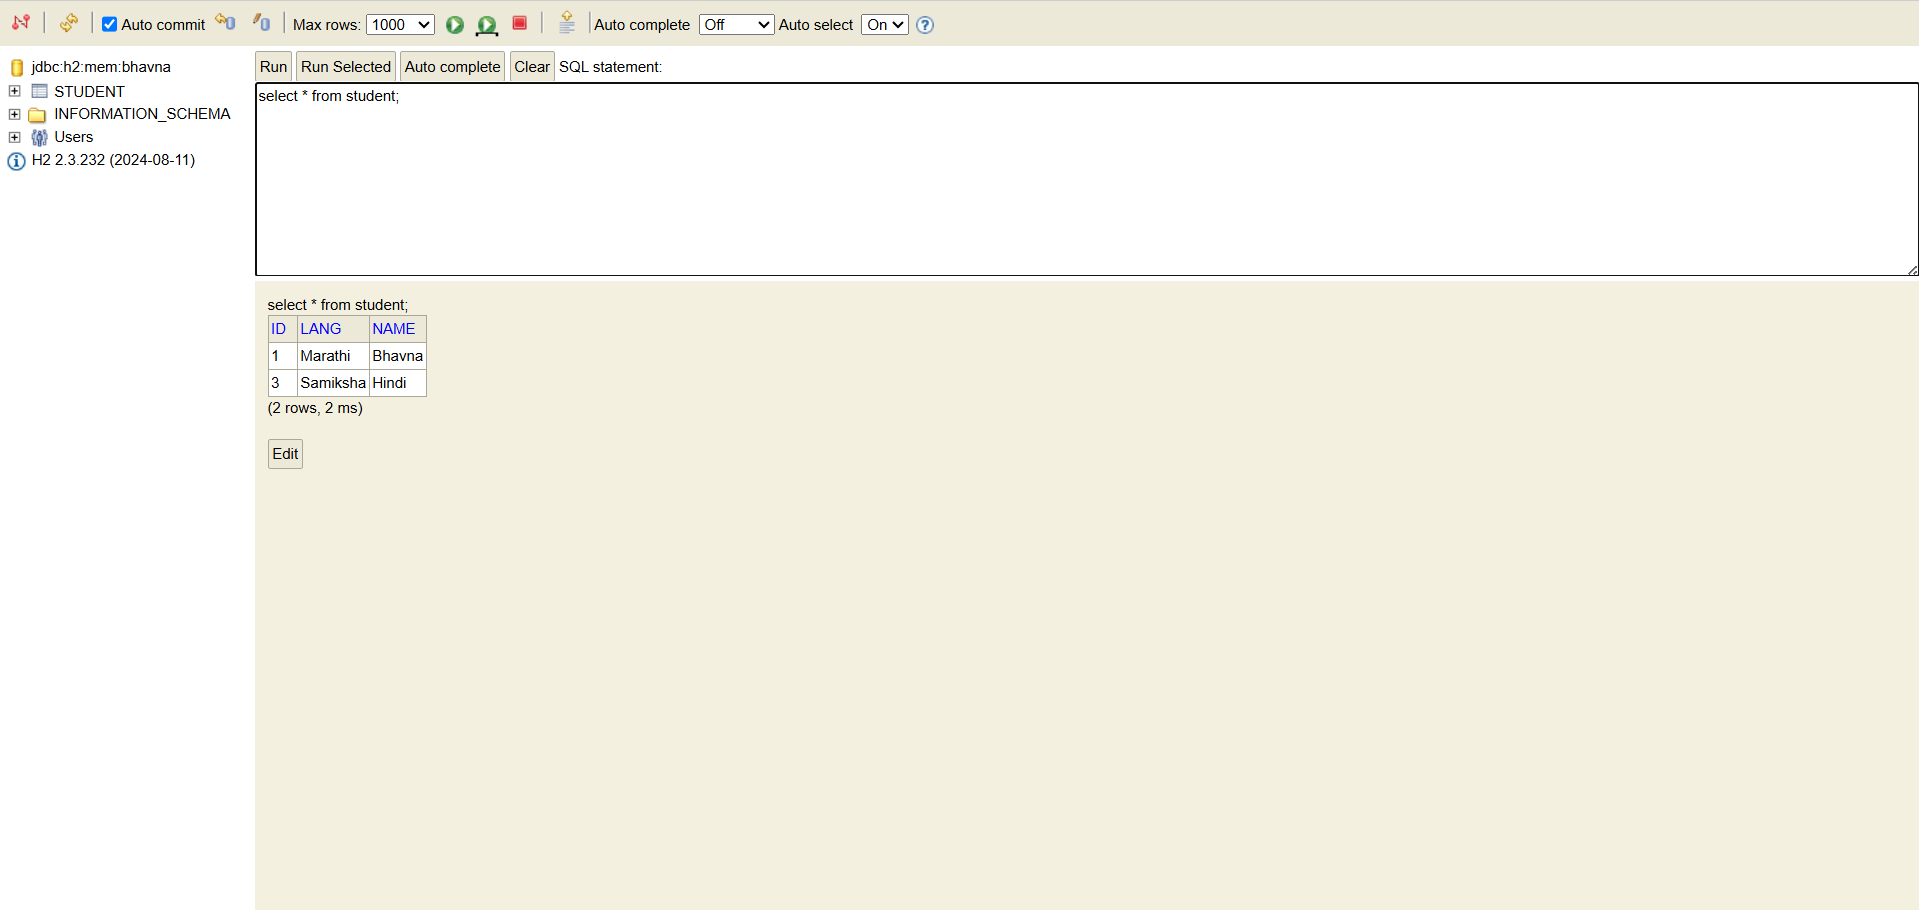 Auto commit Max rows: 1000 Auto complete Off Auto select On ?
jdbc:h2:mem:bhavna
STUDENT
INFORMATION_SCHEMA
Users
H2 2.3.232 (2024-08-11)
Run Run Selected Auto complete Clear SQL statement:
select * from student;
select * from student;
ID LANG NAME
1 Marathi Bhavna
3 Samiksha Hindi
(2 rows, 2 ms)
Edit